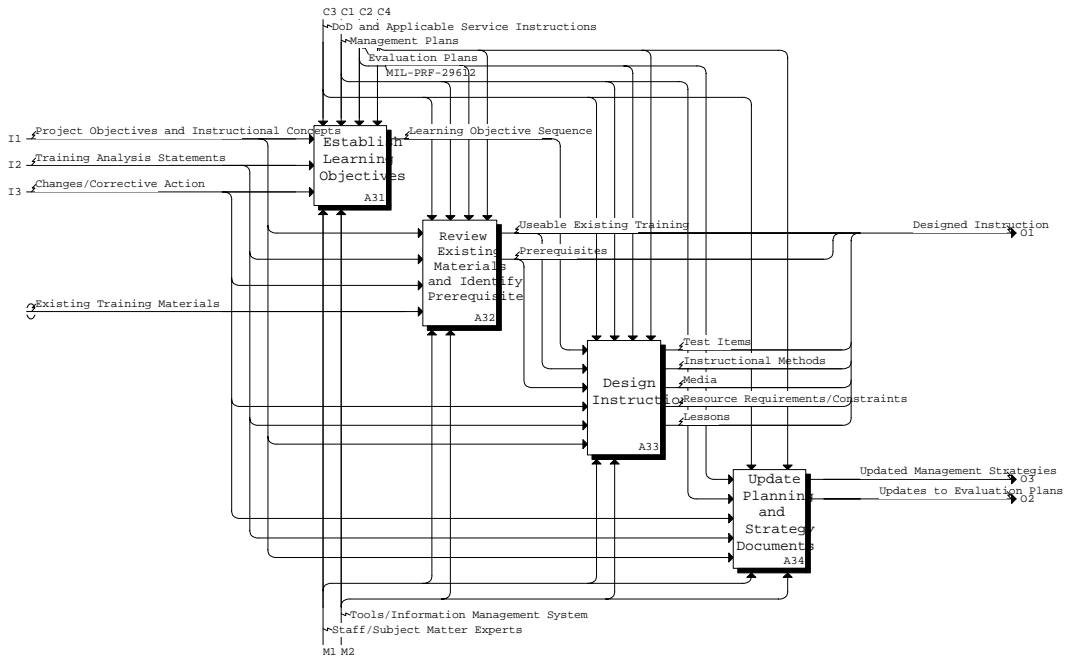 C3 C1 C2 C4
DoD and Applicable Service Instructions
Management Plans
Evaluation Plans
MIL-PRF-29612
I1
Project Objectives and Instructional Concepts
Learning Objective Sequence
I2
Training Analysis Statements
I3
Changes/Corrective Action
Establish
Learning
Objectives
A31
Useable Existing Training
Designed Instruction
O1
Prerequisites
Review
Existing
Materials
and Identify
Prerequisite
A32
Existing Training Materials
Test Items
Instructional Methods
Media
Resource Requirements/Constraints
Lessons
Design
Instructio
A33
Updated Management Strategies
O3
Updates to Evaluation Plans
O2
Update
Planning
and
Strategy
Documents
A34
Tools/Information Management System
Staff/Subject Matter Experts
M1 M2